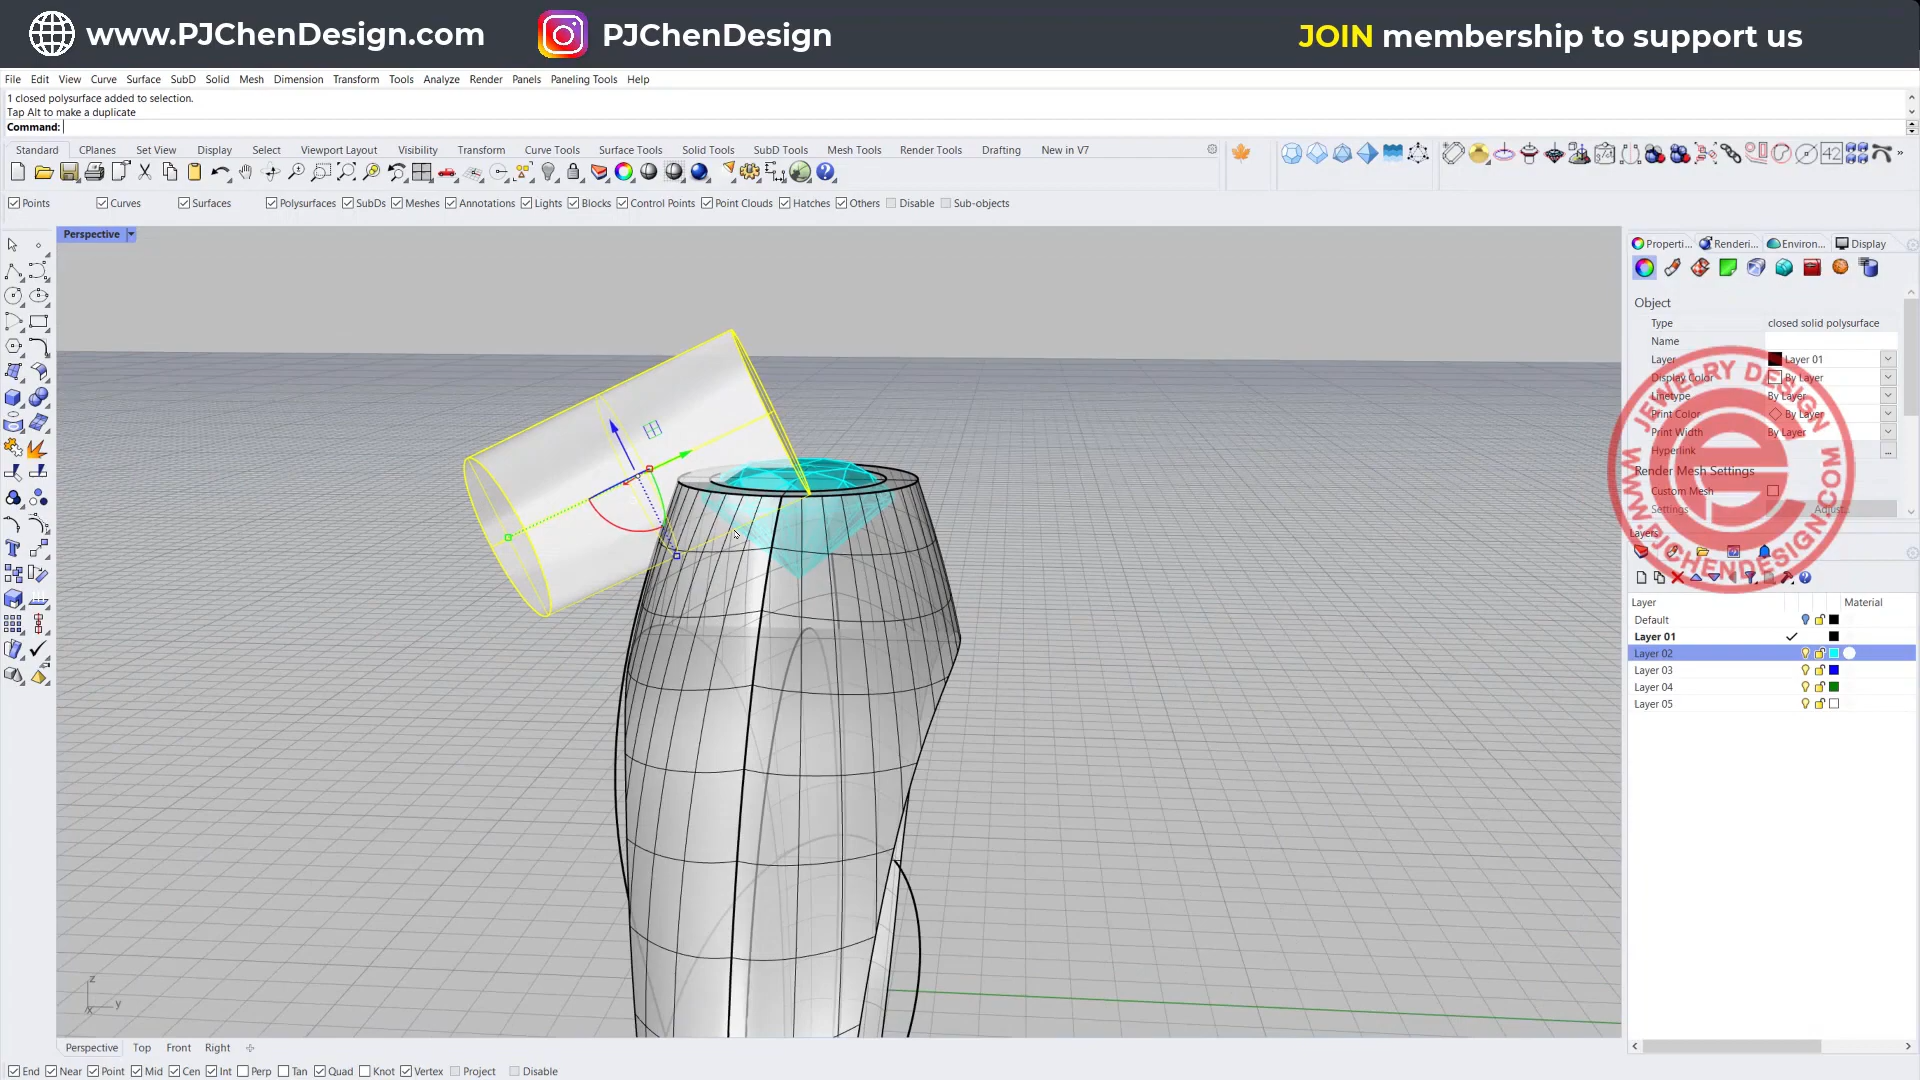 www.PJChenDesign.com PJChenDesign JOIN membership to support us
File Edit View Curve Surface SubD Solid Mesh Dimension Transform Tools Analyze Render Panels Paneling Tools Help
1 closed polysurface added to selection.
Tap Alt to make a duplicate
Command:
Standard CPlanes Set View Display Select Viewport Layout Visibility Transform Curve Tools Surface Tools Solid Tools SubD Tools Mesh Tools Render Tools Drafting New in V7
42
Points Curves Surfaces Polysurfaces SubDs Meshes Annotations Lights Blocks Control Points Point Clouds Hatches Others Disable Sub-objects
Perspective
Properti... Renderi... Environ... Display
Object
Type closed solid polysurface
Name
Layer Layer 01
Display Color By Layer
Linetype By Layer
Print Color By Layer
Print Width By Layer
Hyperlink
Render Mesh Settings
Custom Mesh
Settings Adjust...
JEWELRY DESIGN
WWW.PJCHENDESIGN.COM
Layers
Layer Material
Default
Layer 01
Layer 02
Layer 03
Layer 04
Layer 05
z
x y
Perspective Top Front Right
End Near Point Mid Cen Int Perp Tan Quad Knot Vertex Project Disable